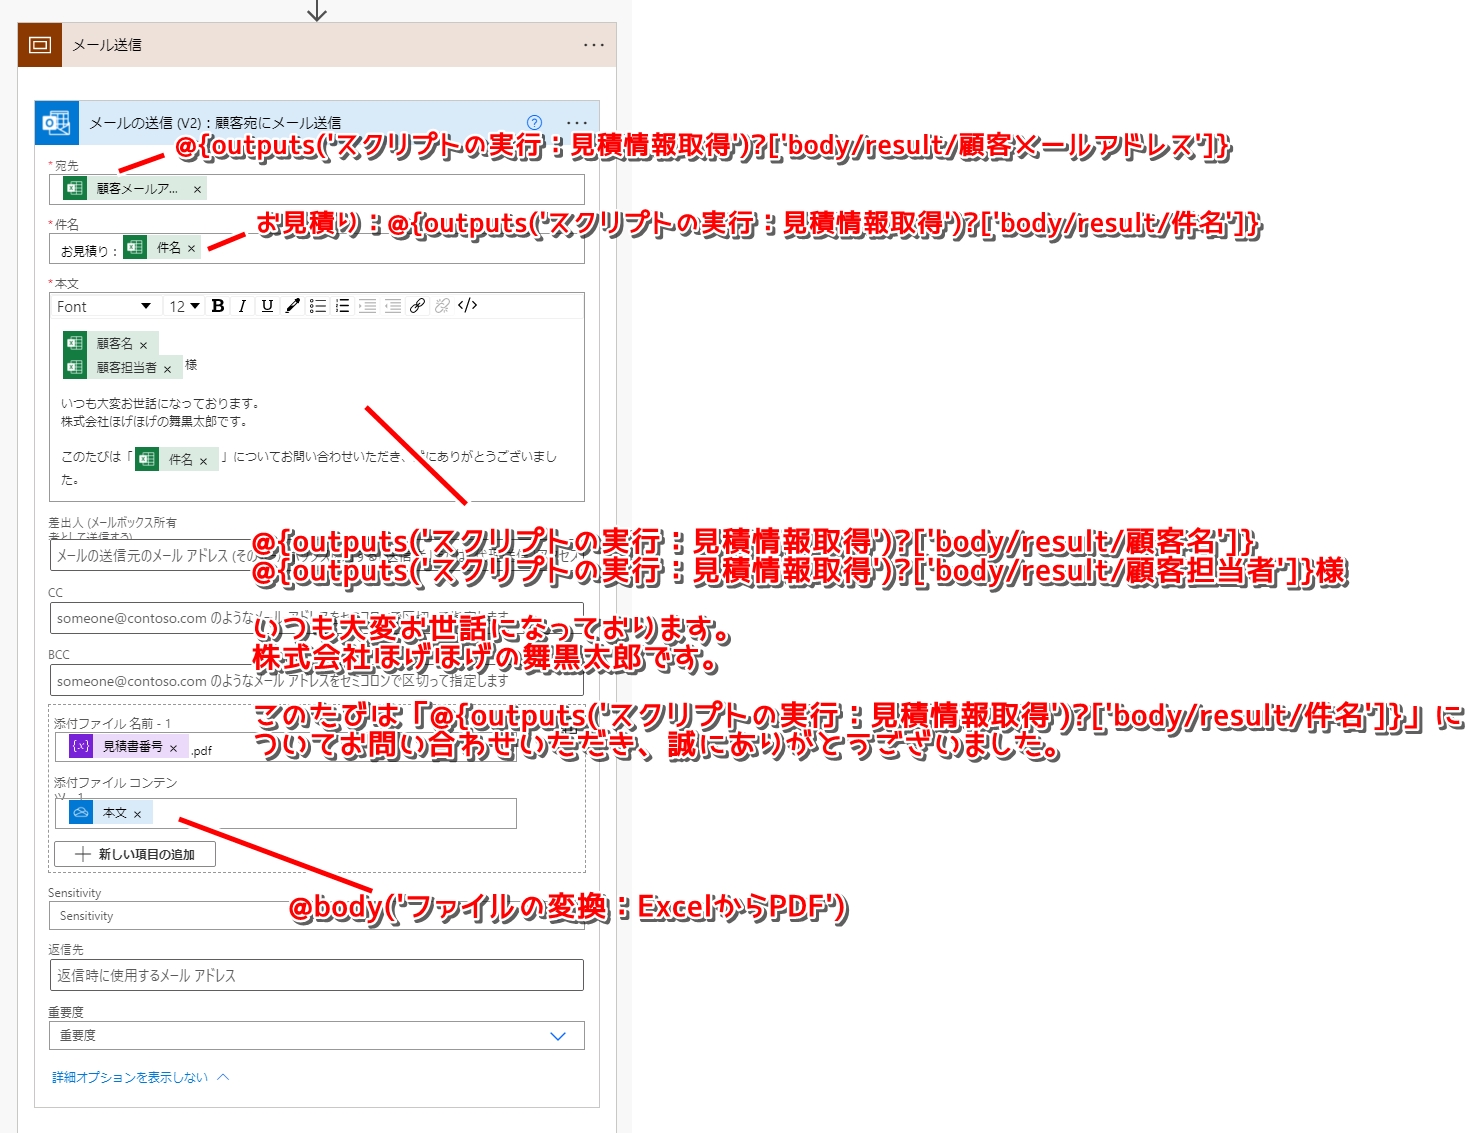 メール送信
メールの送信 (V2)：顧客宛にメール送信
@{outputs('スクリプトの実行：見積情報取得')?['body/result/顧客メールアドレス']}
*宛先
顧客メールア...
お見積り：@{outputs('スクリプトの実行：見積情報取得')?['body/result/件名']}
*件名
お見積り： 件名
*本文
Font 12 B I U </>
顧客名
顧客担当者 様
いつも大変お世話になっております。
株式会社ほげほげの舞黒太郎です。
このたびは「 件名 」についてお問い合わせいただき、にありがとうございまし
た。
差出人 (メールボックス所有
者として送信する)
メールの送信元のメール アドレス (その
@{outputs('スクリプトの実行：見積情報取得')?['body/result/顧客名']}
@{outputs('スクリプトの実行：見積情報取得')?['body/result/顧客担当者']}様
CC
someone@contoso.com のようなメール アドレスをセミコロンで区切って指定します
いつも大変お世話になっております。
株式会社ほげほげの舞黒太郎です。
BCC
someone@contoso.com のようなメール アドレスをセミコロンで区切って指定します
このたびは「@{outputs('スクリプトの実行：見積情報取得')?['body/result/件名']}」に
ついてお問い合わせいただき、誠にありがとうございました。
添付ファイル 名前 - 1
見積書番号 .pdf
添付ファイル コンテン
ツ - 1
本文
新しい項目の追加
@body('ファイルの変換：ExcelからPDF')
Sensitivity
Sensitivity
返信先
返信時に使用するメール アドレス
重要度
重要度
詳細オプションを表示しない